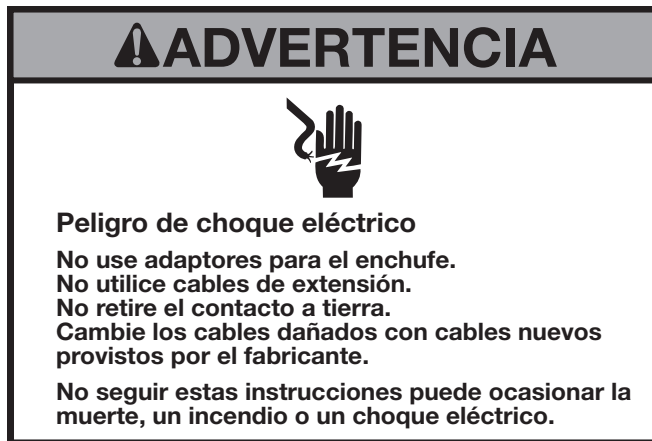 ADVERTENCIA
Peligro de choque eléctrico
No use adaptores para el enchufe.
No utilice cables de extensión.
No retire el contacto a tierra.
Cambie los cables dañados con cables nuevos
provistos por el fabricante.
No seguir estas instrucciones puede ocasionar la
muerte, un incendio o un choque eléctrico.